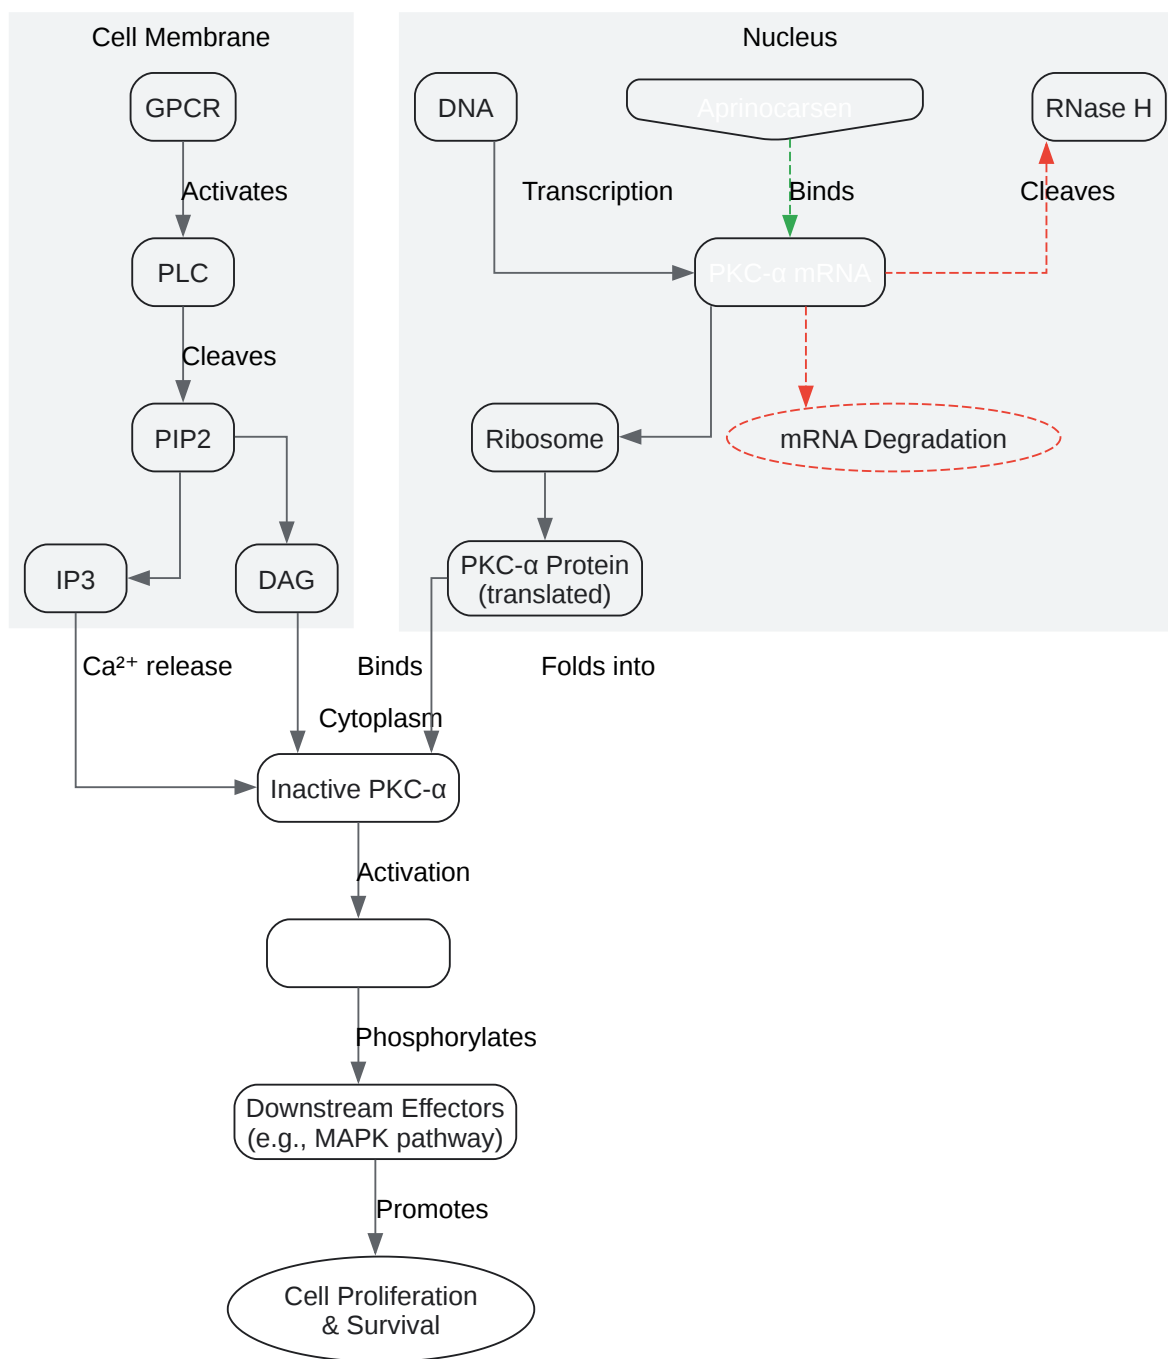 Cell Membrane
Nucleus
GPCR
DNA
Aprinocarsen
RNase H
Activates
Transcription
Binds
Cleaves
PLC
PKC-α mRNA
Cleaves
PIP2
Ribosome
mRNA Degradation
IP3
DAG
PKC-α Protein
(translated)
Ca²⁺ release
Binds
Folds into
Cytoplasm
Inactive PKC-α
Activation
Phosphorylates
Downstream Effectors
(e.g., MAPK pathway)
Promotes
Cell Proliferation
& Survival